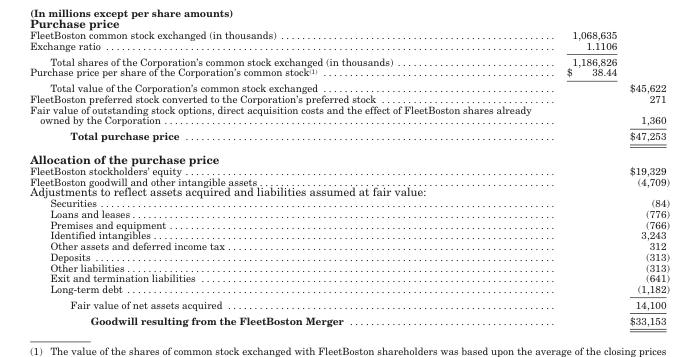 (In millions except per share amounts)
Purchase price
FleetBoston common stock exchanged (in thousands) 1,068,635
Exchange ratio 1.1106
Total shares of the Corporation's common stock exchanged (in thousands) 1,186,826
Purchase price per share of the Corporation's common stock(1) $ 38.44
Total value of the Corporation's common stock exchanged $45,622
FleetBoston preferred stock converted to the Corporation's preferred stock 271
Fair value of outstanding stock options, direct acquisition costs and the effect of FleetBoston shares already
owned by the Corporation 1,360
Total purchase price $47,253
Allocation of the purchase price
FleetBoston stockholders' equity $19,329
FleetBoston goodwill and other intangible assets (4,709)
Adjustments to reflect assets acquired and liabilities assumed at fair value:
Securities (84)
Loans and leases (776)
Premises and equipment (766)
Identified intangibles 3,243
Other assets and deferred income tax 312
Deposits (313)
Other liabilities (313)
Exit and termination liabilities (641)
Long-term debt (1,182)
Fair value of net assets acquired 14,100
Goodwill resulting from the FleetBoston Merger $33,153
(1) The value of the shares of common stock exchanged with FleetBoston shareholders was based upon the average of the closing prices